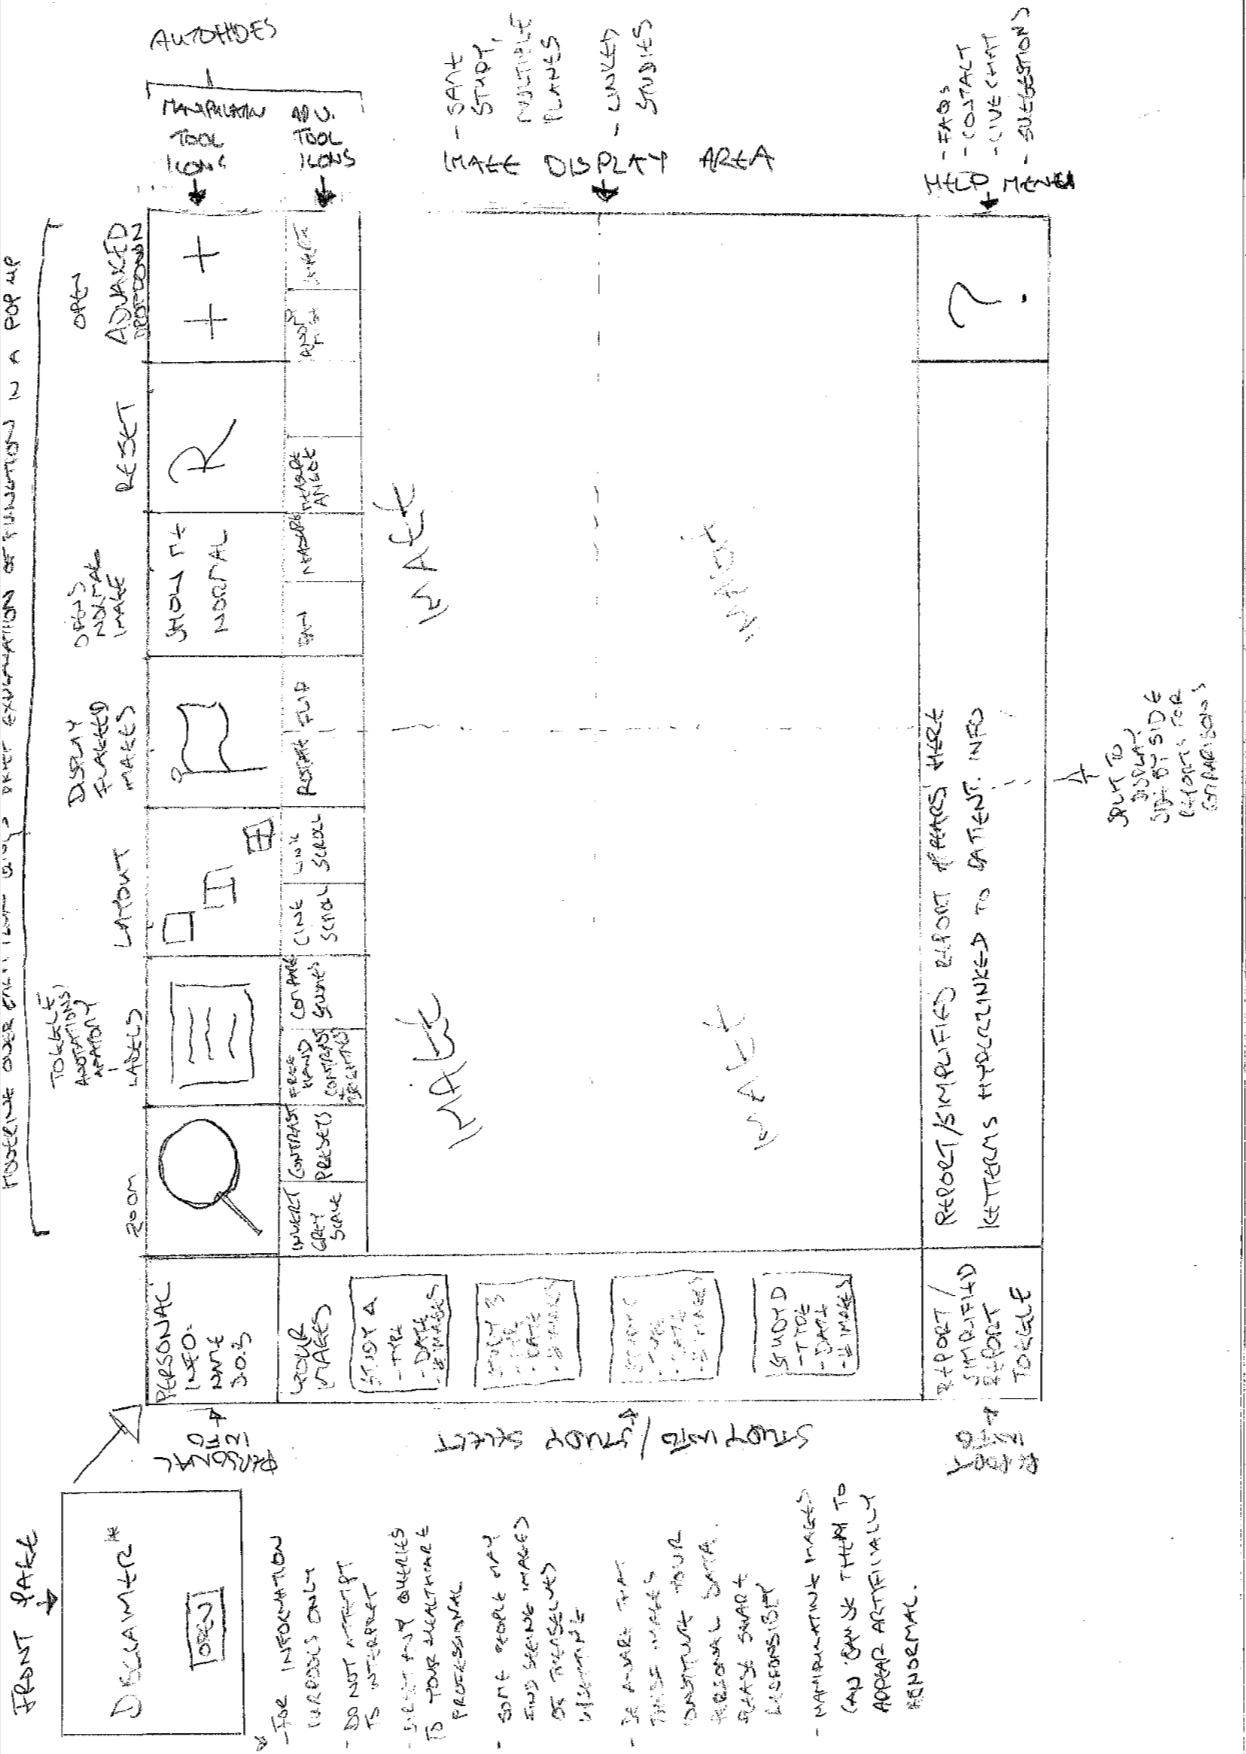 FRONT PAGE
DISCLAIMER*
OPEN
* - FOR INFORMATION
PURPOSES ONLY
- DO NOT ATTEMPT
TO INTERPRET
- DIRECT ANY QUERIES
TO YOUR HEALTHCARE
PROFESSIONAL
- SOME PEOPLE MAY
FIND SEEING IMAGES
OF THEMSELVES
UPSETTING
- BE AWARE THAT
THESE IMAGES
CONSTITUTE YOUR
PERSONAL DATA.
PLEASE SHARE
RESPONSIBLY
- MANIPULATING IMAGES
CAN CAUSE THEM TO
APPEAR ARTIFICIALLY
ABNORMAL.
PERSONAL
INFO
STUDY INFO / STUDY SELECT
REPORT
INFO
PERSONAL
INFO.
NAME
D.O.B
YOUR
IMAGES
STUDY A
- TYPE
- DATE
- # IMAGES
STUDY B
- TYPE
- DATE
- # IMAGES
STUDY C
- TYPE
- DATE
- # IMAGES
STUDY D
- TYPE
- DATE
- # IMAGES
REPORT /
SIMPLIFIED
REPORT
TOGGLE
HOVERING OVER EACH ITEM GIVES BRIEF EXPLANATION OF FUNCTION IN A POP UP
ZOOM
TOGGLE
ANOTATIONS/
ANATOMY
LABELS
LAYOUT
DISPLAY
FLAGGED
IMAGES
OPENS
NORMAL
IMAGE
RESET
OPEN
ADVANCED
DROPDOWN
SHOW ME
NORMAL
R
+ +
INVERT
GREY
SCALE
CONTRAST
PRESETS
FREE
HAND
CONTRAST
+
BRIGHTNESS
COMPARE
STUDIES
CINE
SCROLL
LINK
SCROLL
ROTATE
FLIP
PAN
MEASURE
MEASURE
ANGLE
SHARE
IMAGE
IMAGE
IMAGE
IMAGE
REPORT/SIMPLIFIED REPORT APPEARS HERE
KEYTERMS HYPERLINKED TO PATIENT INFO
?
AUTOHIDES
MANIPULATION
TOOL
ICONS
ADV.
TOOL
ICONS
- SAME
STUDY,
MULTIPLE
PLANES
- LINKED
STUDIES
IMAGE DISPLAY AREA
- FAQs
- CONTACT
- LIVE CHAT
- SUGGESTIONS
HELP MENU
SPLIT TO
DISPLAY
SIDE BY SIDE
REPORTS FOR
COMPARISONS